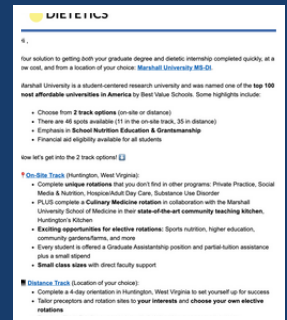 DIETETICS
Hi ,
Your solution to getting both your graduate degree and dietetic internship completed quickly, at a
low cost, and from a location of your choice: Marshall University MS-DI.
Marshall University is a student-centered research university and was named one of the top 100
most affordable universities in America by Best Value Schools. Some highlights include:
• Choose from 2 track options (on-site or distance)
• There are 46 spots available (11 in the on-site track, 35 in distance)
• Emphasis in School Nutrition Education & Grantsmanship
• Financial aid eligibility available for all students
Now let's get into the 2 track options! ⬇️
📍On-Site Track (Huntington, West Virginia):
• Complete unique rotations that you don't find in other programs: Private Practice, Social
Media & Nutrition, Hospice/Adult Day Care, Substance Use Disorder
• PLUS complete a Culinary Medicine rotation in collaboration with the Marshall
University School of Medicine in their state-of-the-art community teaching kitchen,
Huntington's Kitchen
• Exciting opportunities for elective rotations: Sports nutrition, higher education,
community gardens/farms, and more
• Every student is offered a Graduate Assistantship position and partial-tuition assistance
plus a small stipend
• Small class sizes with direct faculty support
Distance Track (Location of your choice):
• Complete a 4-day orientation in Huntington, West Virginia to set yourself up for success
• Tailor preceptors and rotation sites to your interests and choose your own elective
rotations